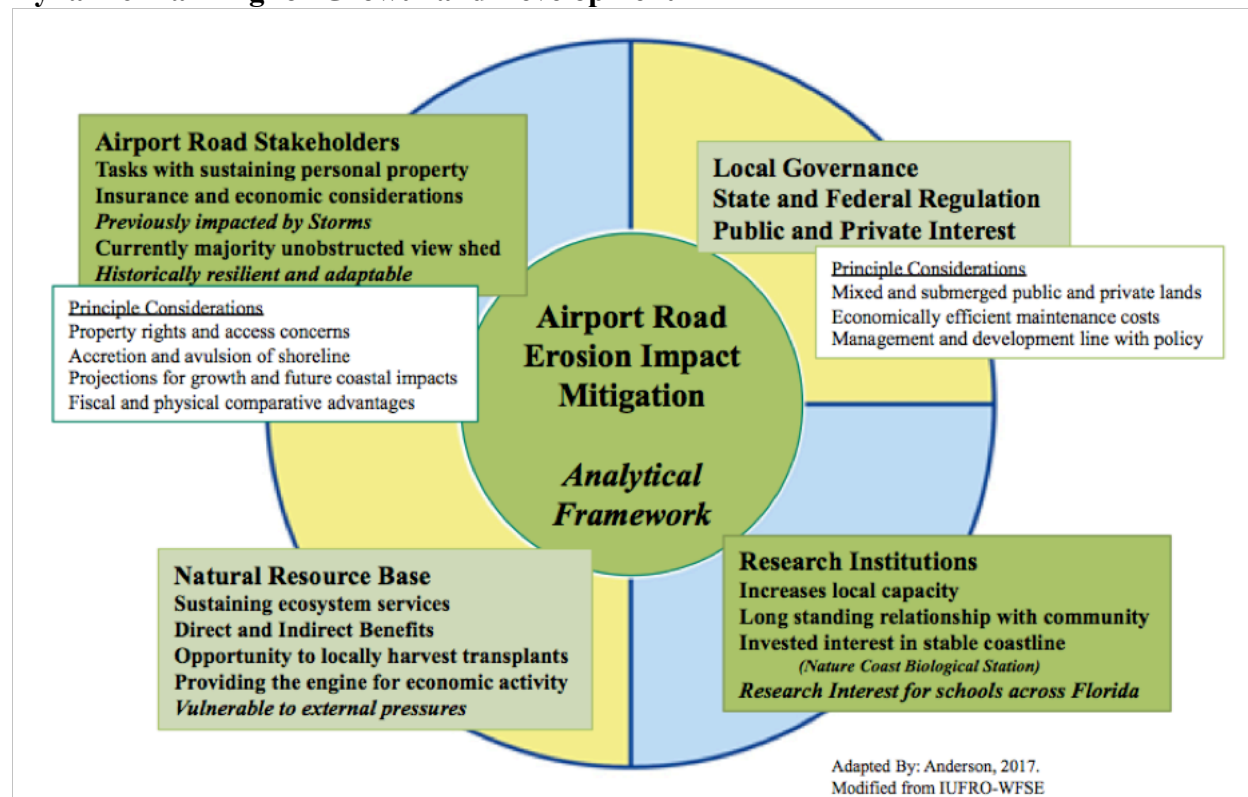 Airport Road Stakeholders
Tasks with sustaining personal property
Insurance and economic considerations
Previously impacted by Storms
Currently majority unobstructed view shed
Historically resilient and adaptable
Principle Considerations
Property rights and access concerns
Accretion and avulsion of shoreline
Projections for growth and future coastal impacts
Fiscal and physical comparative advantages
Local Governance
State and Federal Regulation
Public and Private Interest
Principle Considerations
Mixed and submerged public and private lands
Economically efficient maintenance costs
Management and development line with policy
Airport Road
Erosion Impact
Mitigation
Analytical
Framework
Natural Resource Base
Sustaining ecosystem services
Direct and Indirect Benefits
Opportunity to locally harvest transplants
Providing the engine for economic activity
Vulnerable to external pressures
Research Institutions
Increases local capacity
Long standing relationship with community
Invested interest in stable coastline
(Nature Coast Biological Station)
Research Interest for schools across Florida
Adapted By: Anderson, 2017.
Modified from IUFRO-WFSE